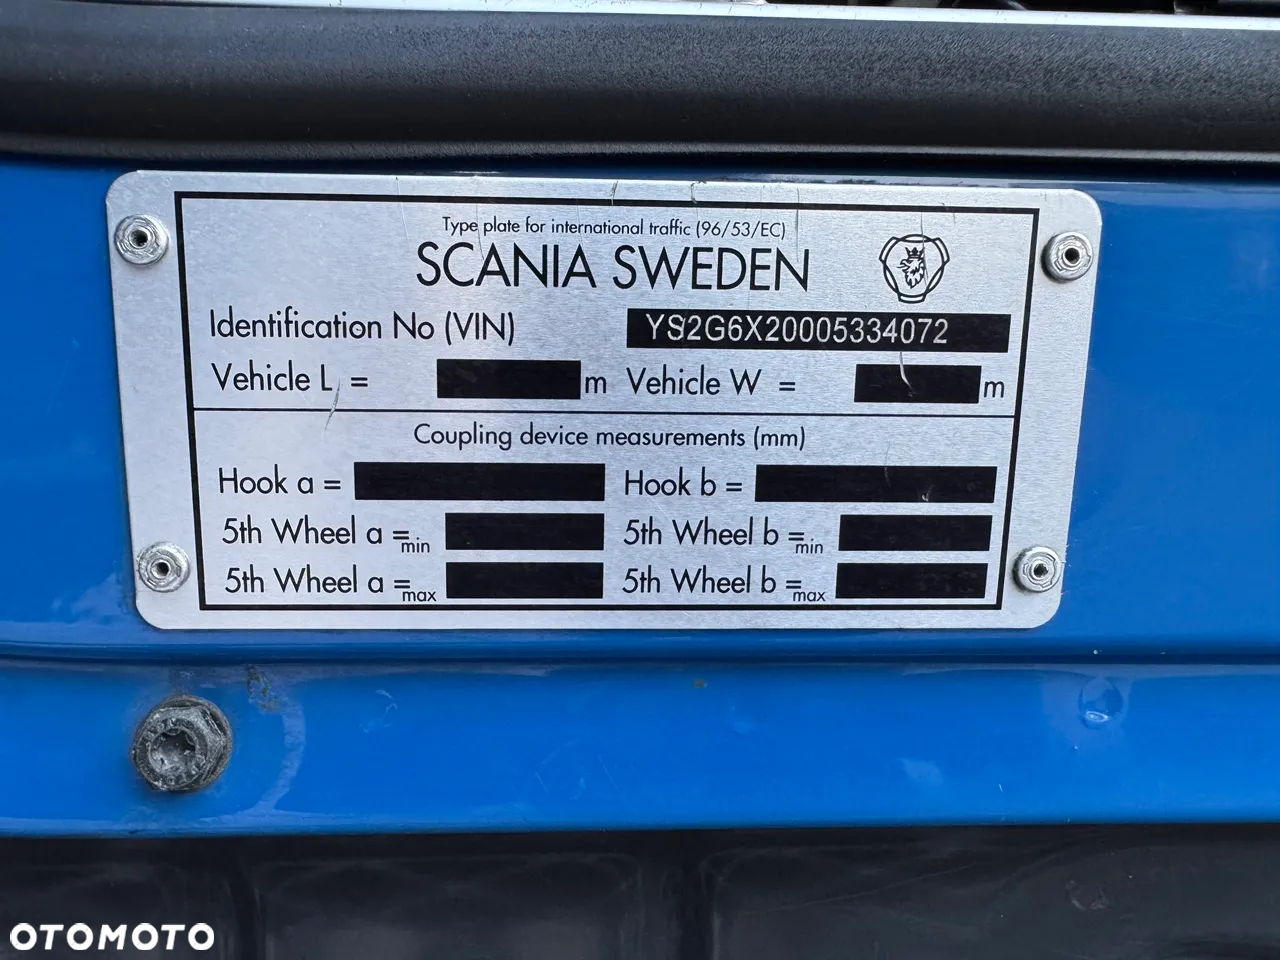 Type plate for international traffic (96/53/EC)
SCANIA SWEDEN
Identification No (VIN) YS2G6X20005334072
Vehicle L = m Vehicle W = m
Coupling device measurements (mm)
Hook a = Hook b =
5th Wheel a =min 5th Wheel b =min
5th Wheel a =max 5th Wheel b =max
OTOMOTO